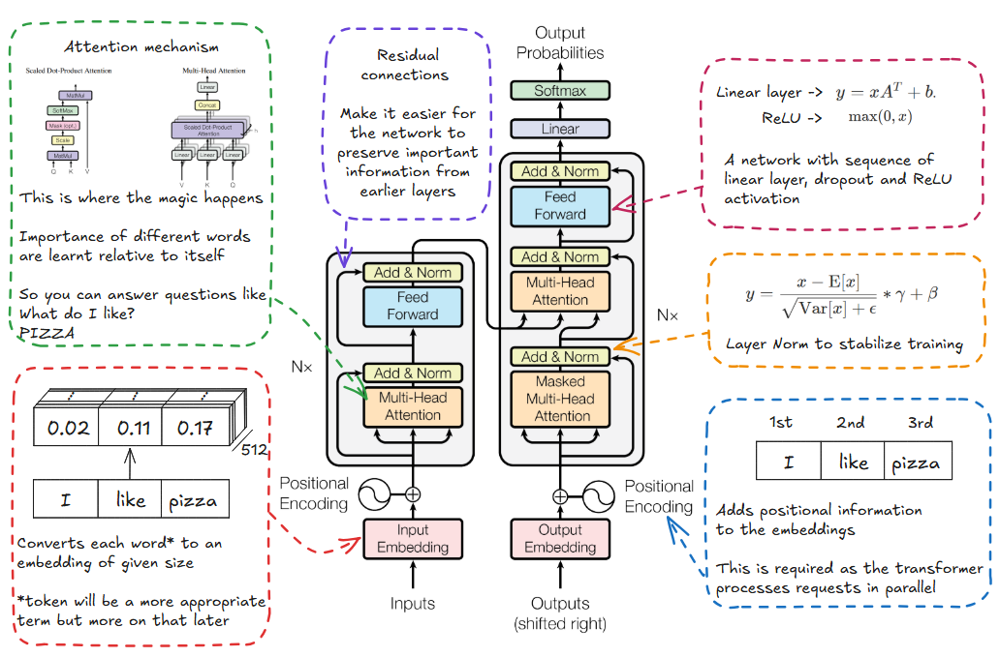 Attention mechanism
Scaled Dot-Product Attention
MatMul
SoftMax
Mask (opt.)
Scale
MatMul
Q K V
Multi-Head Attention
Linear
Concat
Scaled Dot-Product
Attention
h
Linear Linear Linear
V K Q
This is where the magic happens
Importance of different words
are learnt relative to itself
So you can answer questions like
What do I like?
PIZZA
0.02 0.11 0.17
512
I like pizza
Converts each word* to an
embedding of given size
*token will be a more appropriate
term but more on that later
Residual
connections
Make it easier for
the network to
preserve important
information from
earlier layers
Add & Norm
Feed
Forward
Nx
Add & Norm
Multi-Head
Attention
Positional
Encoding
Input
Embedding
Inputs
Output
Probabilities
Softmax
Linear
Add & Norm
Feed
Forward
Add & Norm
Multi-Head
Attention
Nx
Add & Norm
Masked
Multi-Head
Attention
Positional
Encoding
Output
Embedding
Outputs
(shifted right)
Linear layer -> y = xA^T + b.
ReLU -> max(0, x)
A network with sequence of
linear layer, dropout and ReLU
activation
y = (x − E[x]) / √(Var[x] + ϵ) * γ + β
Layer Norm to stabilize training
1st 2nd 3rd
I like pizza
Adds positional information
to the embeddings
This is required as the transformer
processes requests in parallel